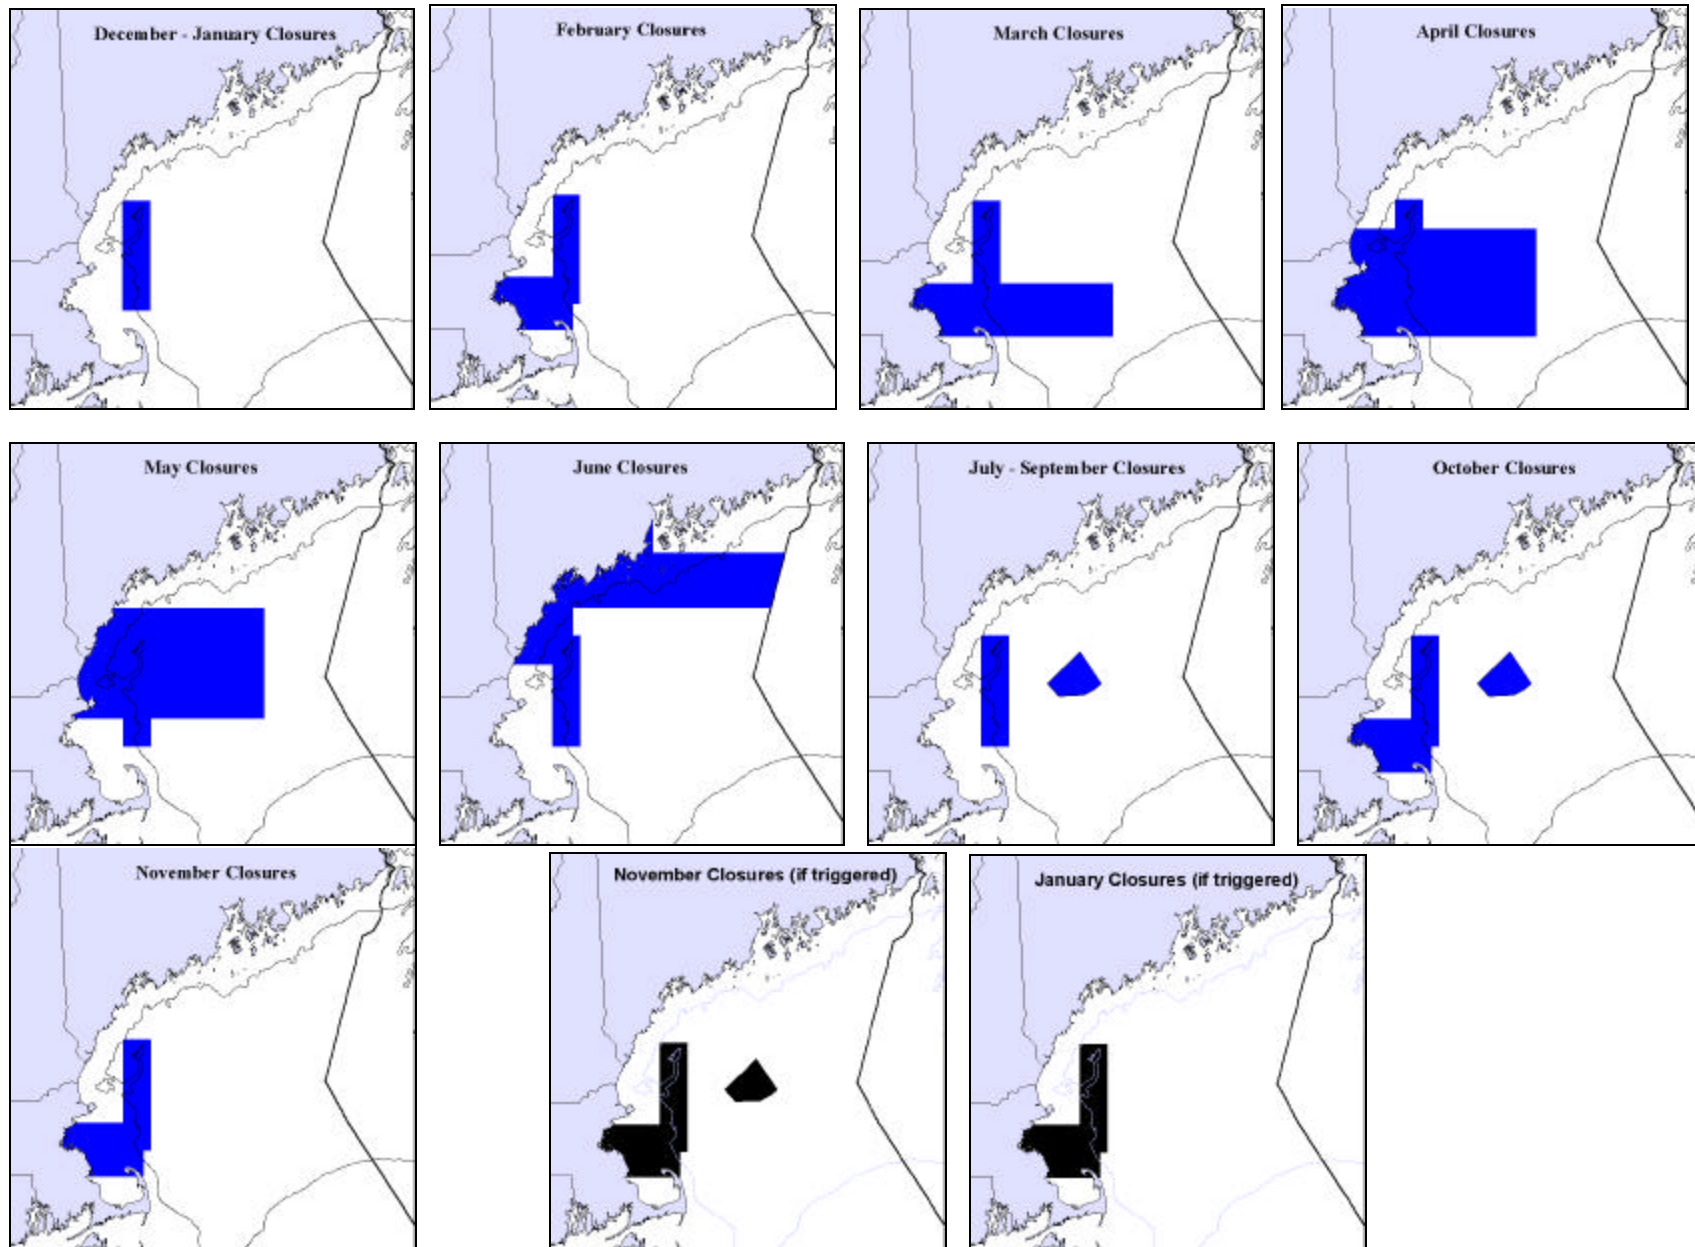 December - January Closures
February Closures
March Closures
April Closures
May Closures
June Closures
July - September Closures
October Closures
November Closures
November Closures (if triggered)
January Closures (if triggered)